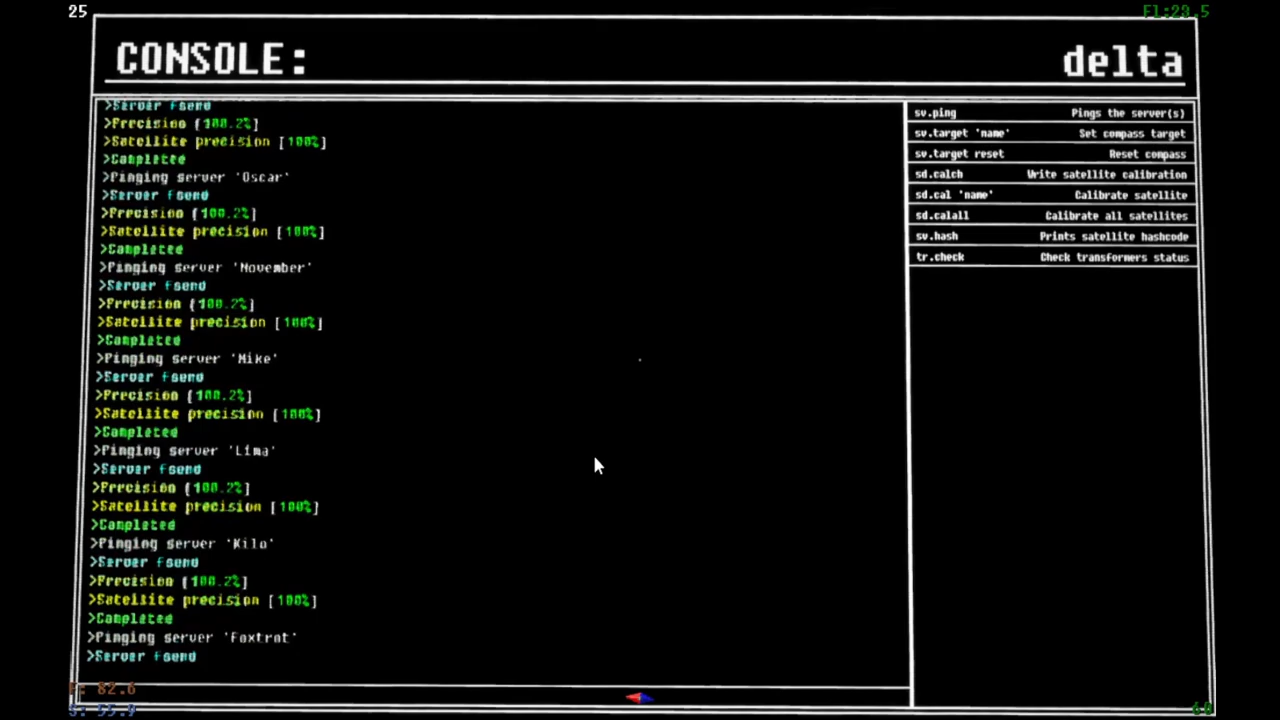 25
Fl:23.5
CONSOLE:
delta
>Server found
>Precision [100.2%]
>Satellite precision [100%]
>Completed
>Pinging server 'Oscar'
>Server found
>Precision [100.2%]
>Satellite precision [100%]
>Completed
>Pinging server 'November'
>Server found
>Precision [100.2%]
>Satellite precision [100%]
>Completed
>Pinging server 'Mike'
>Server found
>Precision [100.2%]
>Satellite precision [100%]
>Completed
>Pinging server 'Lima'
>Server found
>Precision [100.2%]
>Satellite precision [100%]
>Completed
>Pinging server 'Kilo'
>Server found
>Precision [100.2%]
>Satellite precision [100%]
>Completed
>Pinging server 'Foxtrot'
>Server found
sv.ping Pings the server(s)
sv.target 'name' Set compass target
sv.target reset Reset compass
sd.calch Write satellite calibration
sd.cal 'name' Calibrate satellite
sd.calall Calibrate all satellites
sv.hash Prints satellite hashcode
tr.check Check transformers status
82.6
60